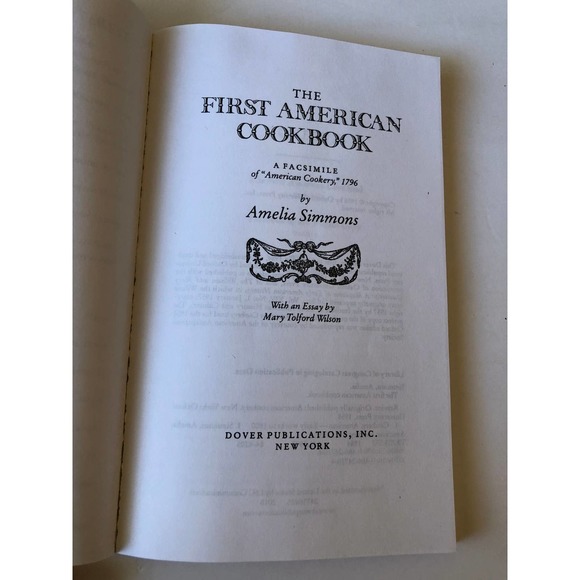 THE
FIRST AMERICAN
COOKBOOK
A FACSIMILE
of "American Cookery," 1796
by
Amelia Simmons
With an Essay by
Mary Tolford Wilson
DOVER PUBLICATIONS, INC.
NEW YORK